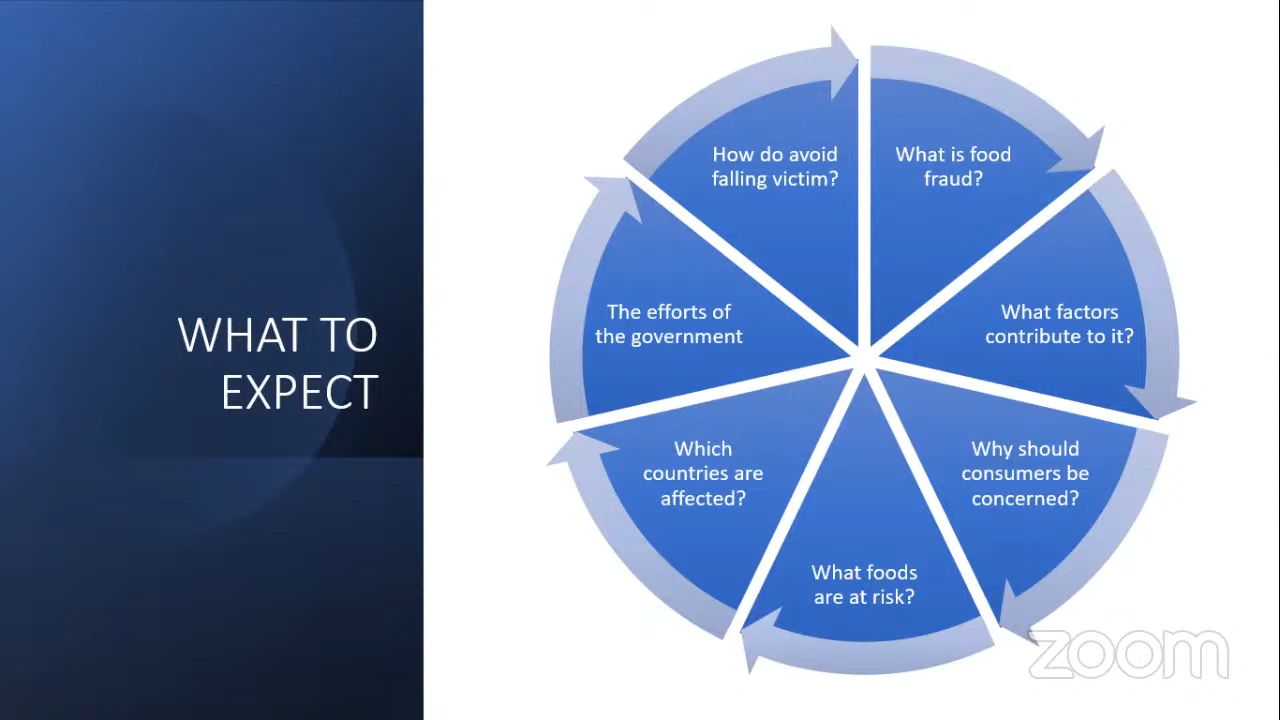 WHAT TO
EXPECT
What is food
fraud?
What factors
contribute to it?
Why should
consumers be
concerned?
What foods
are at risk?
Which
countries are
affected?
The efforts of
the government
How do avoid
falling victim?
zoom